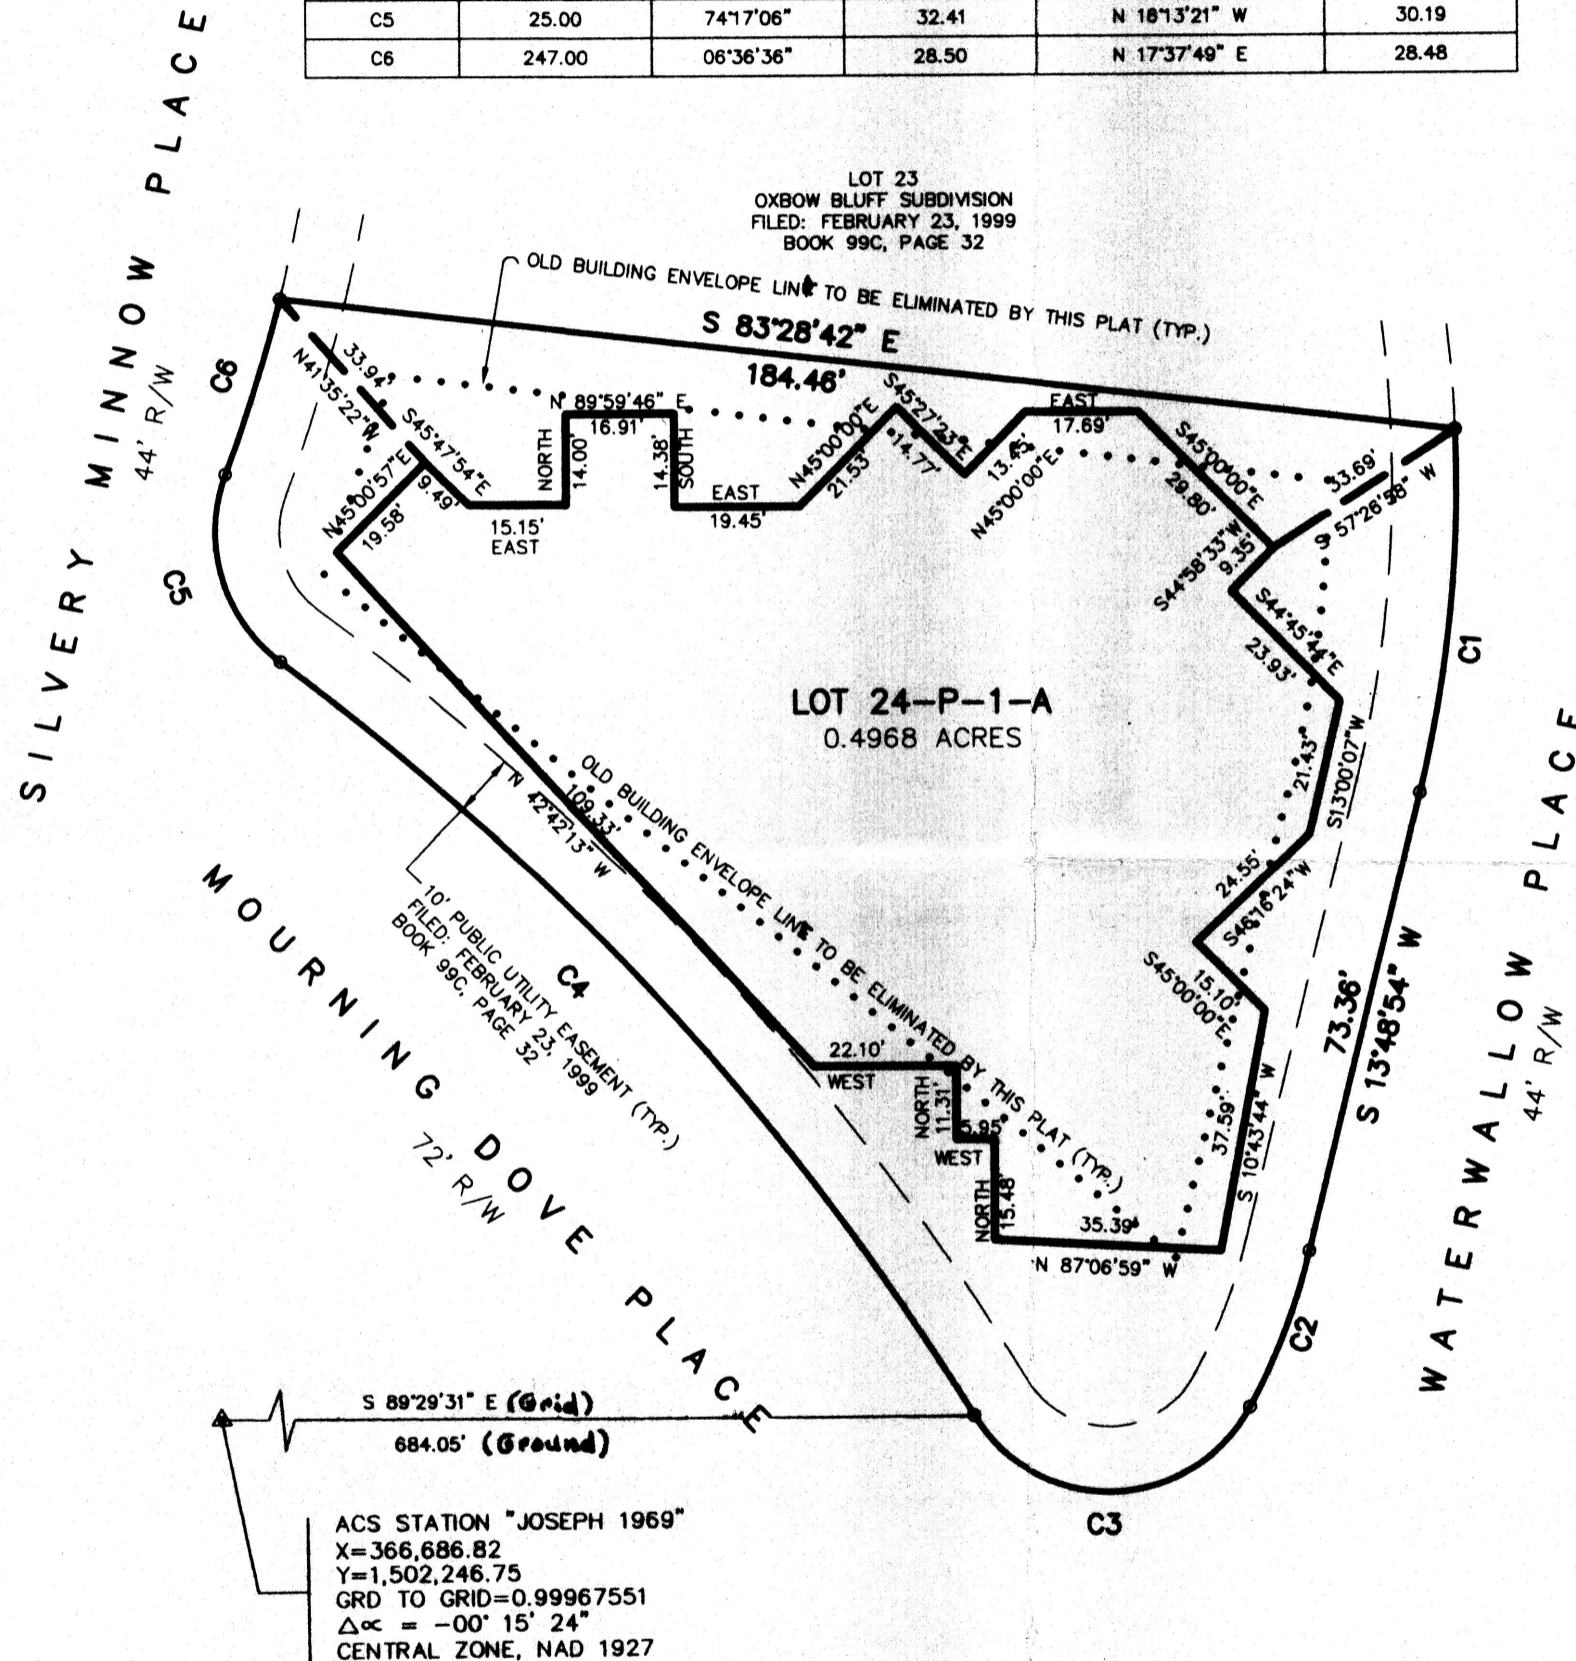 C5 25.00 74°17'06" 32.41 N 18°13'21" W 30.19
C6 247.00 06°36'36" 28.50 N 17°37'49" E 28.48
LOT 23
OXBOW BLUFF SUBDIVISION
FILED: FEBRUARY 23, 1999
BOOK 99C, PAGE 32
OLD BUILDING ENVELOPE LINE TO BE ELIMINATED BY THIS PLAT (TYP.)
S 83°28'42" E
184.46'
SILVERY MINNOW PLACE
44' R/W
C6
C5
33.94'
N41°35'22"W
S45°47'54"E
9.49'
N45°00'57"E
19.58'
15.15'
EAST
NORTH
14.00'
N 89°59'46" E
16.91'
14.38'
SOUTH
EAST
19.45'
N45°00'00"E
21.53'
S45°27'23"E
14.77'
13.45'
N45°00'00"E
EAST
17.69'
S45°00'00"E
29.80'
33.69'
S 57°26'58" W
S44°58'33"W
9.35'
S44°45'44"E
23.93'
C1
LOT 24-P-1-A
0.4968 ACRES
21.43'
S13°00'07"W
24.55'
S46°16'24"W
15.10'
S45°00'00"E
37.59'
S 10°43'44" W
73.36'
S 13°48'54" W
WATERWALLOW PLACE
44' R/W
OLD BUILDING ENVELOPE LINE TO BE ELIMINATED BY THIS PLAT (TYP.)
109.33'
N 42°42'13" W
10' PUBLIC UTILITY EASEMENT (TYP.)
FILED: FEBRUARY 23, 1999
BOOK 99C, PAGE 32
C4
MOURNING DOVE PLACE
72' R/W
22.10'
WEST
NORTH
11.31'
5.95'
WEST
NORTH
15.48'
35.39'
N 87°06'59" W
C2
C3
S 89°29'31" E (Grid)
684.05' (Ground)
ACS STATION "JOSEPH 1969"
X=366,686.82
Y=1,502,246.75
GRD TO GRID=0.99967551
Δ∝ = -00° 15' 24"
CENTRAL ZONE, NAD 1927